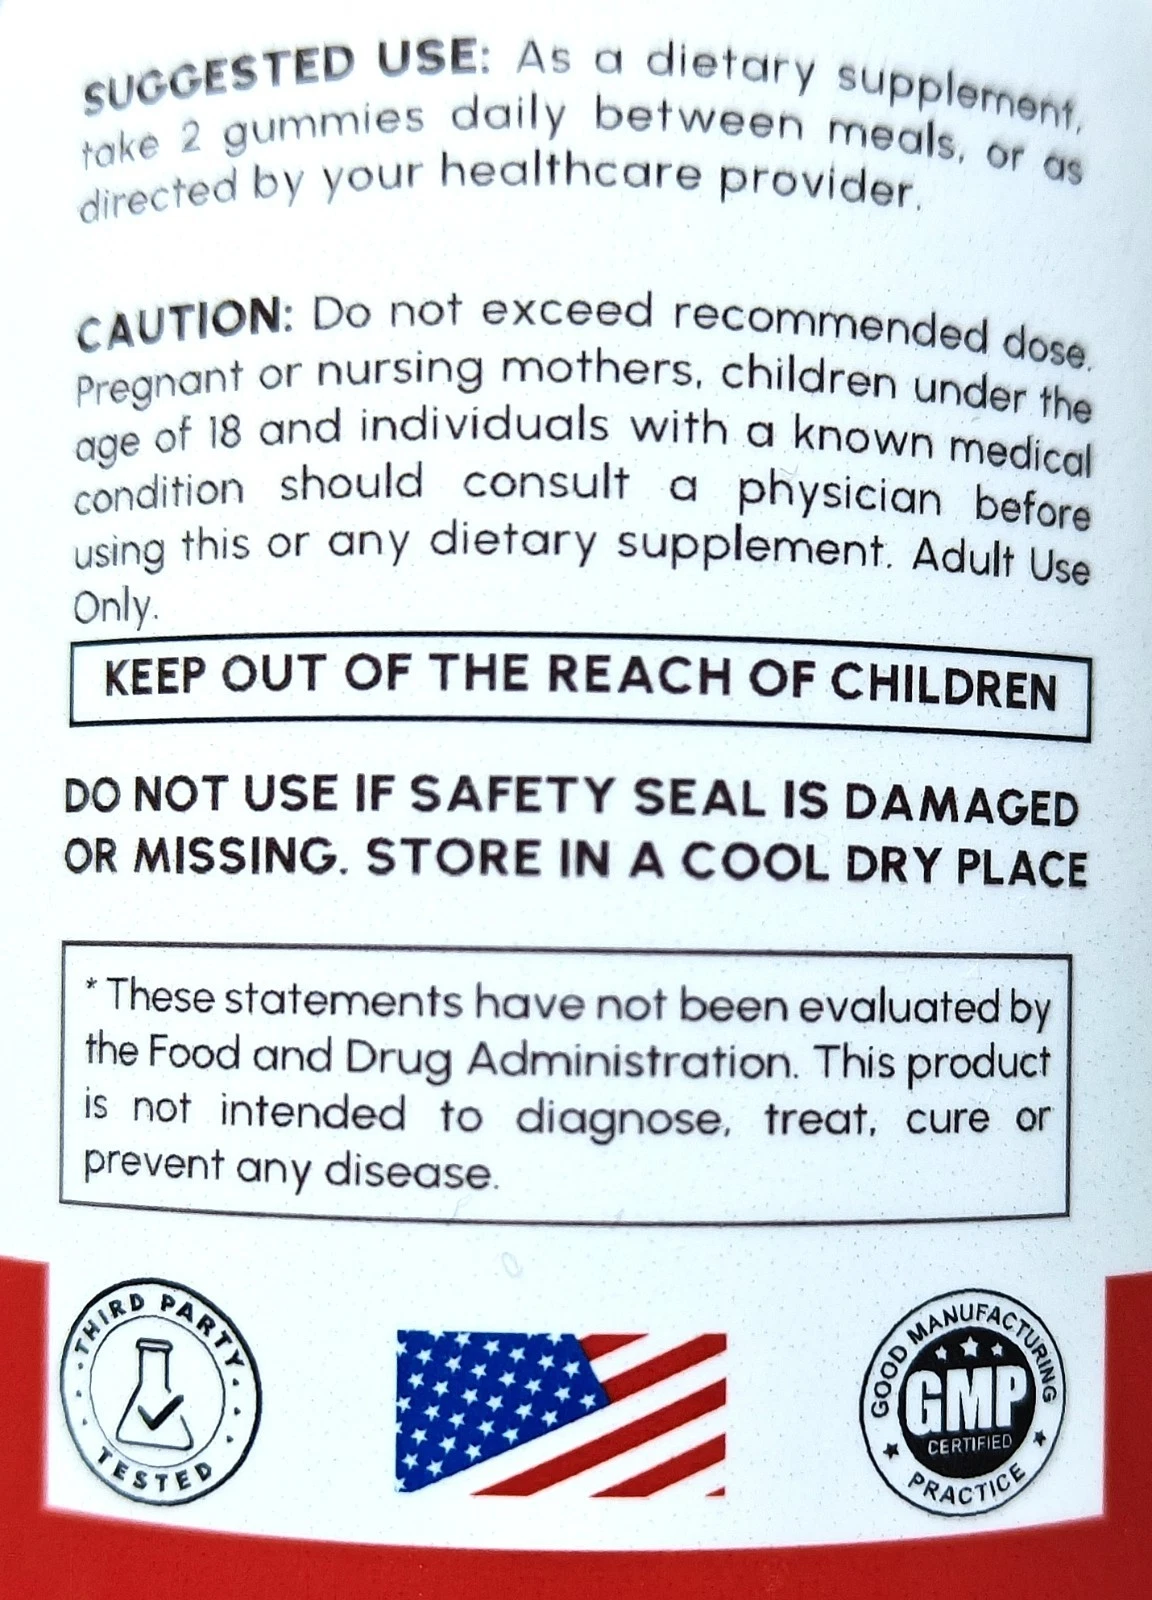 SUGGESTED USE: As a dietary supplement,
take 2 gummies daily between meals, or as
directed by your healthcare provider.
CAUTION: Do not exceed recommended dose.
Pregnant or nursing mothers, children under the
age of 18 and individuals with a known medical
condition should consult a physician before
using this or any dietary supplement. Adult Use
Only.
KEEP OUT OF THE REACH OF CHILDREN
DO NOT USE IF SAFETY SEAL IS DAMAGED
OR MISSING. STORE IN A COOL DRY PLACE
* These statements have not been evaluated by
the Food and Drug Administration. This product
is not intended to diagnose, treat, cure or
prevent any disease.
THIRD PARTY
TESTED
GOOD MANUFACTURING
GMP
CERTIFIED
PRACTICE